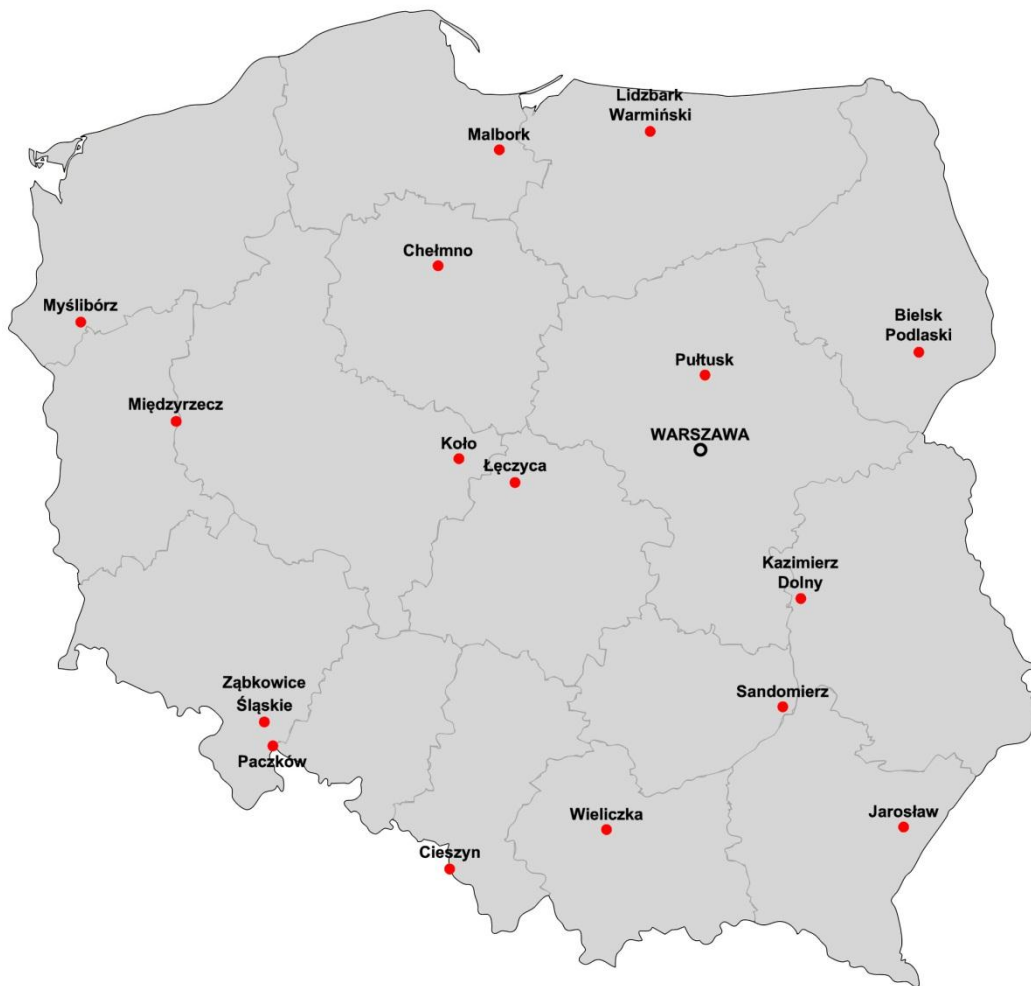 Lidzbark
Warmiński
Malbork
Chełmno
Myślibórz
Bielsk
Podlaski
Pułtusk
Międzyrzecz
WARSZAWA
Koło
Łęczyca
Kazimierz
Dolny
Ząbkowice
Śląskie
Sandomierz
Paczków
Wieliczka
Jarosław
Cieszyn